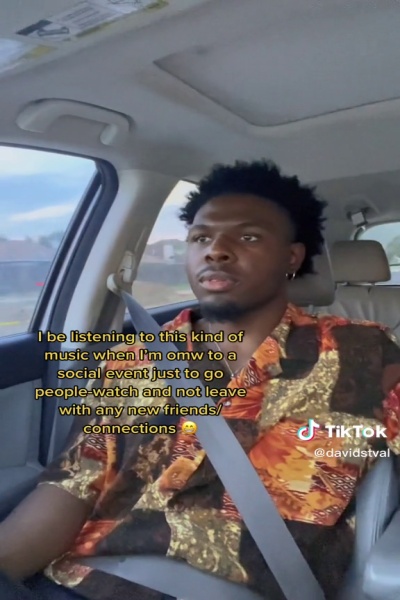 I be listening to this kind of
music when I'm omw to a
social event just to go
people-watch and not leave
with any new friends/
connections 😁
TikTok
@davidstval